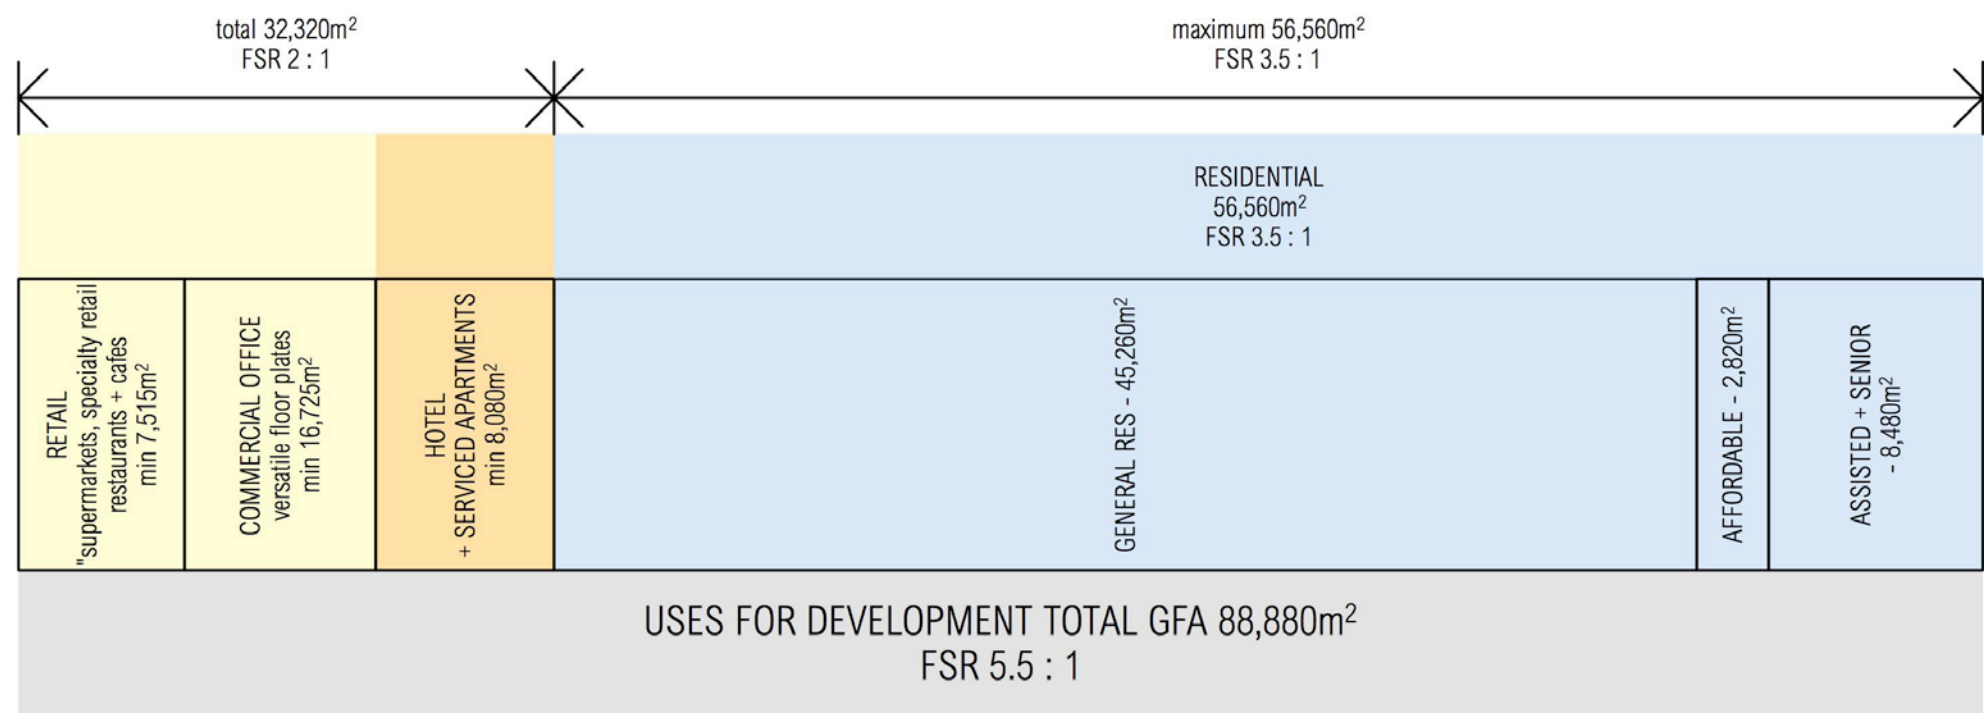 total 32,320m²
FSR 2 : 1
maximum 56,560m²
FSR 3.5 : 1
RESIDENTIAL
56,560m²
FSR 3.5 : 1
RETAIL
"supermarkets, specialty retail
restaurants + cafes
min 7,515m²
COMMERCIAL OFFICE
versatile floor plates
min 16,725m²
HOTEL
+ SERVICED APARTMENTS
min 8,080m²
GENERAL RES - 45,260m²
AFFORDABLE - 2,820m²
ASSISTED + SENIOR
- 8,480m²
USES FOR DEVELOPMENT TOTAL GFA 88,880m²
FSR 5.5 : 1